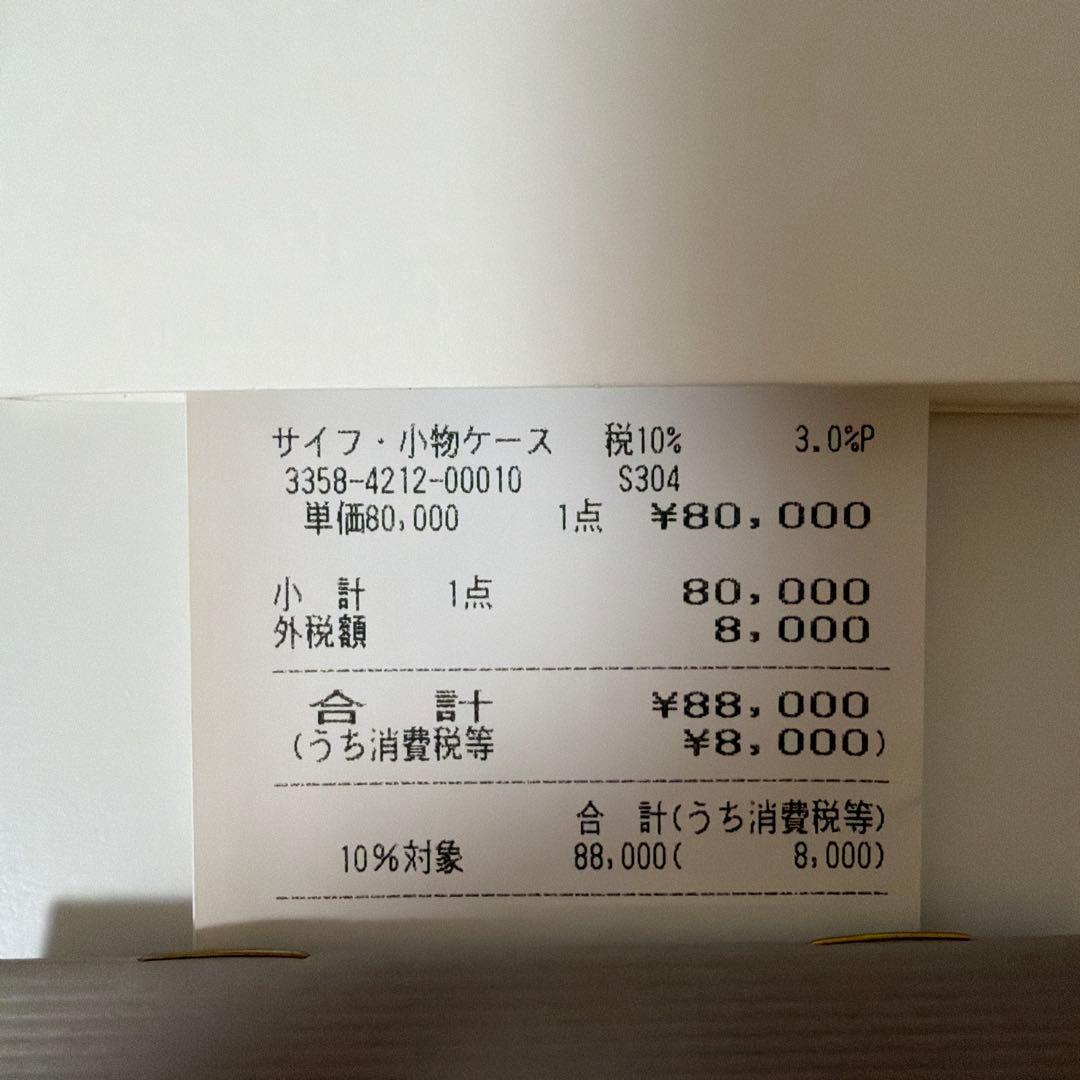 サイフ・小物ケース 税10% 3.0%P
3358-4212-00010 S304
単価80,000 1点 ¥80,000
小計 1点 80,000
外税額 8,000
合計 ¥88,000
(うち消費税等 ¥8,000)
合計(うち消費税等)
10%対象 88,000( 8,000)